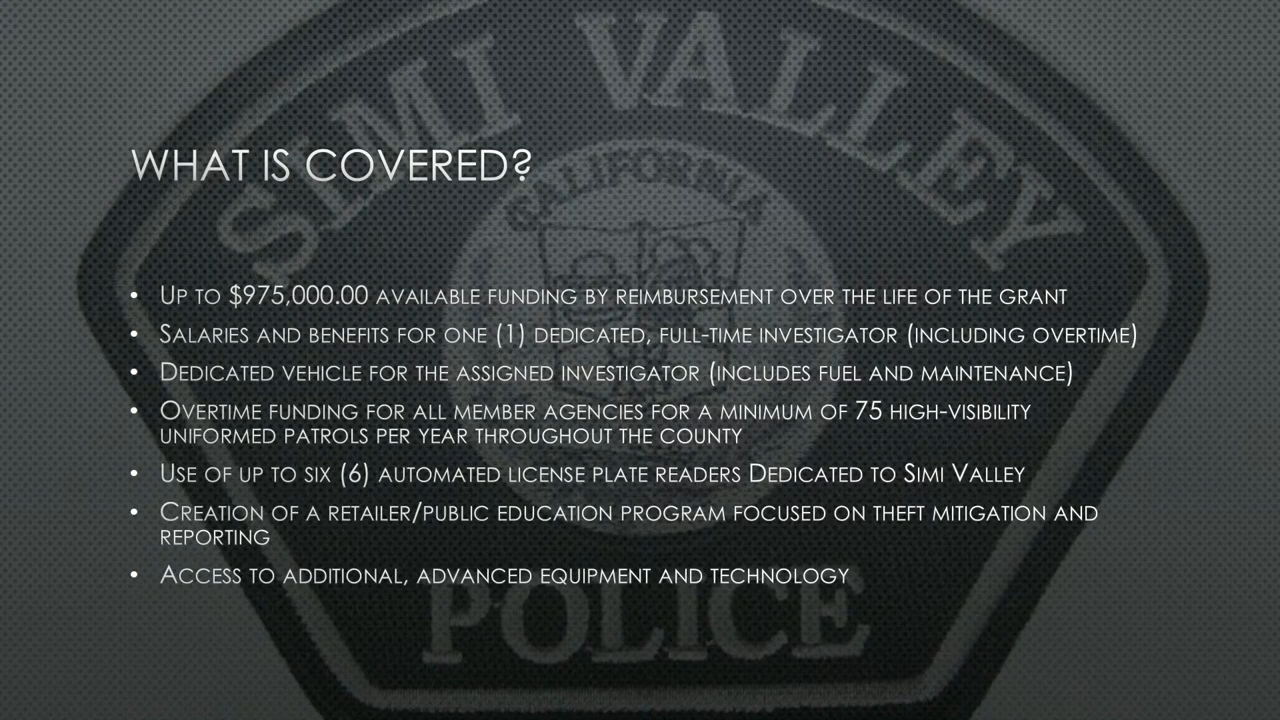 SIMI VALLEY
CALIFORNIA
WHAT IS COVERED?
• Up to $975,000.00 available funding by reimbursement over the life of the grant
• Salaries and benefits for one (1) dedicated, full-time investigator (including overtime)
• Dedicated vehicle for the assigned investigator (includes fuel and maintenance)
• Overtime funding for all member agencies for a minimum of 75 high-visibility
uniformed patrols per year throughout the county
• Use of up to six (6) automated license plate readers Dedicated to Simi Valley
• Creation of a retailer/public education program focused on theft mitigation and
reporting
• Access to additional, advanced equipment and technology
POLICE